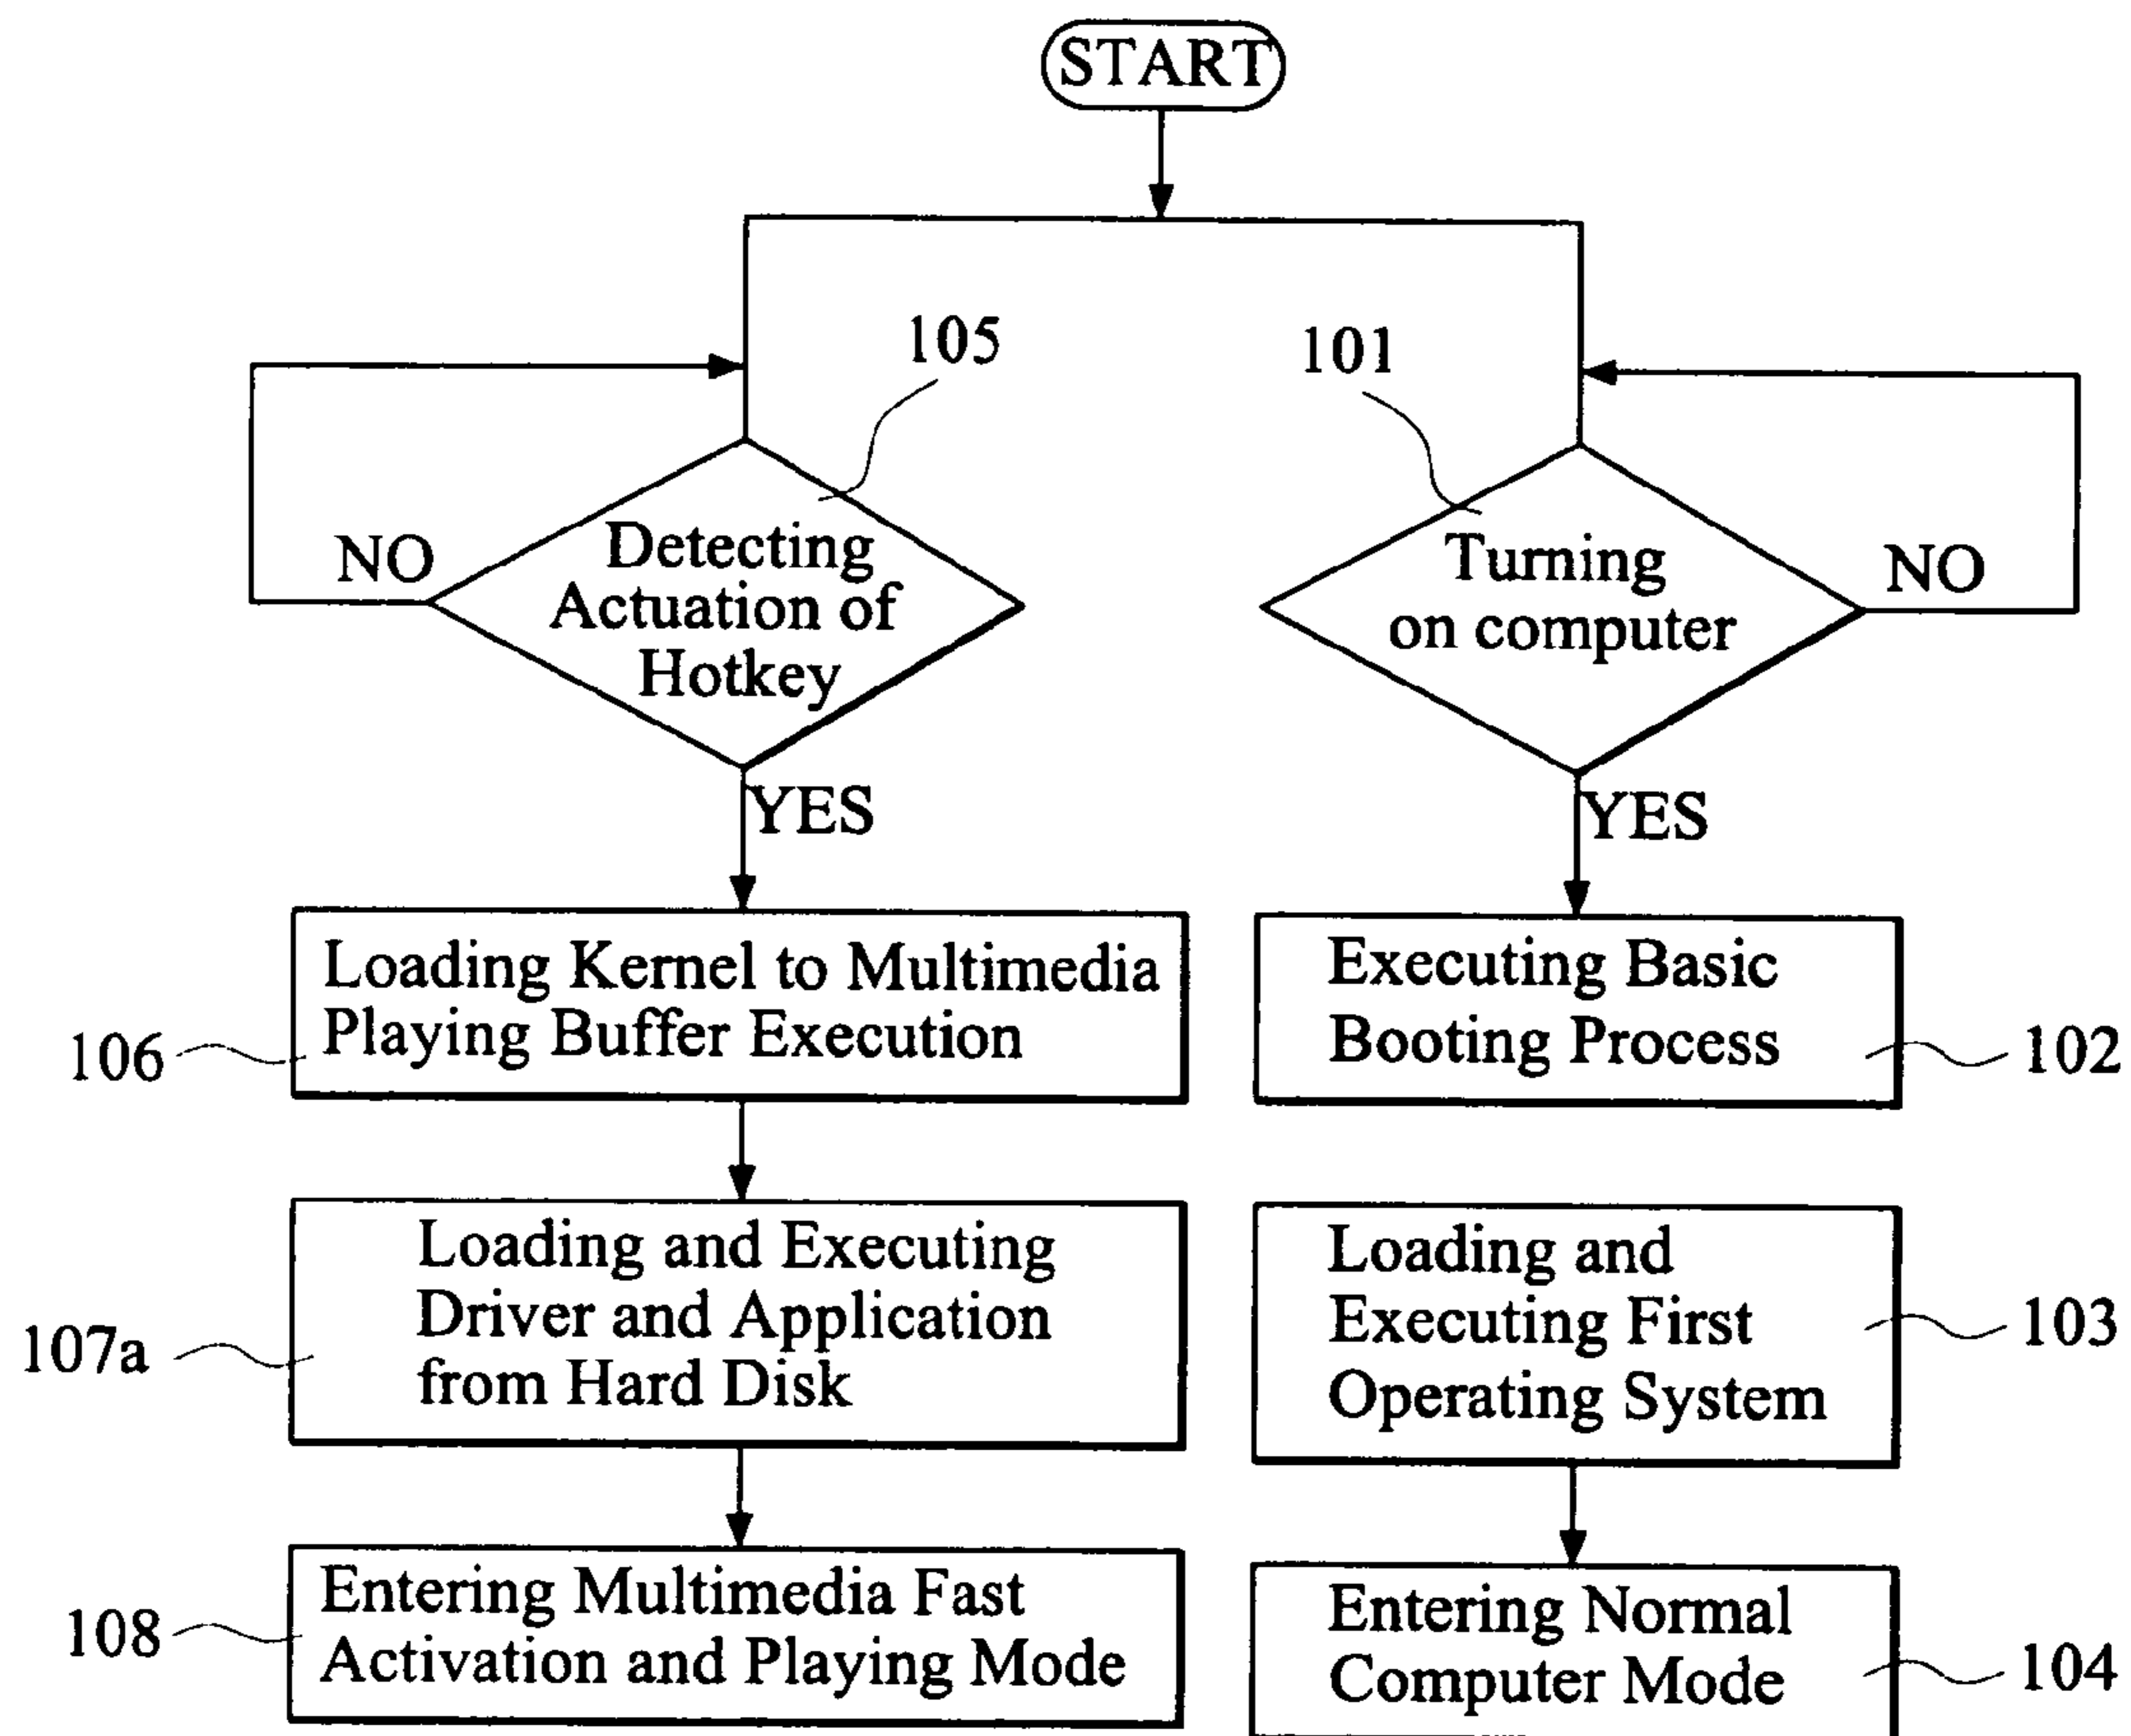 START
105
101
NO
Detecting
Actuation of
Hotkey
Turning
on computer
NO
YES
YES
Loading Kernel to Multimedia
Playing Buffer Execution
106
Executing Basic
Booting Process
102
Loading and Executing
Driver and Application
from Hard Disk
107a
Loading and
Executing First
Operating System
103
Entering Multimedia Fast
Activation and Playing Mode
108
Entering Normal
Computer Mode
104